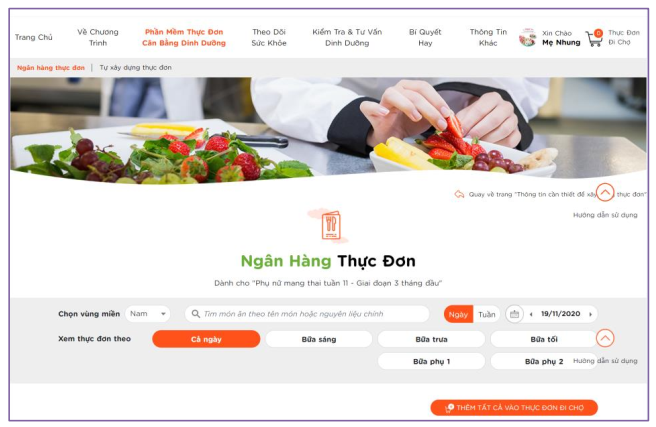 Trang Chủ
Về Chương
Trình
Phần Mềm Thực Đơn
Cân Bằng Dinh Dưỡng
Theo Dõi
Sức Khỏe
Kiểm Tra & Tư Vấn
Dinh Dưỡng
Bí Quyết
Hay
Thông Tin
Khác
Xin Chào
Mẹ Nhung
0
Thực Đơn
Đi Chợ
Ngân hàng thực đơn | Tự xây dựng thực đơn
Quay về trang "Thông tin cần thiết để xây thực đơn"
Hướng dẫn sử dụng
Ngân Hàng Thực Đơn
Dành cho "Phụ nữ mang thai tuần 11 - Giai đoạn 3 tháng đầu"
Chọn vùng miền Nam Tìm món ăn theo tên món hoặc nguyên liệu chính Ngày Tuần 19/11/2020
Xem thực đơn theo Cả ngày Bữa sáng Bữa trưa Bữa tối
Bữa phụ 1 Bữa phụ 2 Hướng dẫn sử dụng
THÊM TẤT CẢ VÀO THỰC ĐƠN ĐI CHỢ